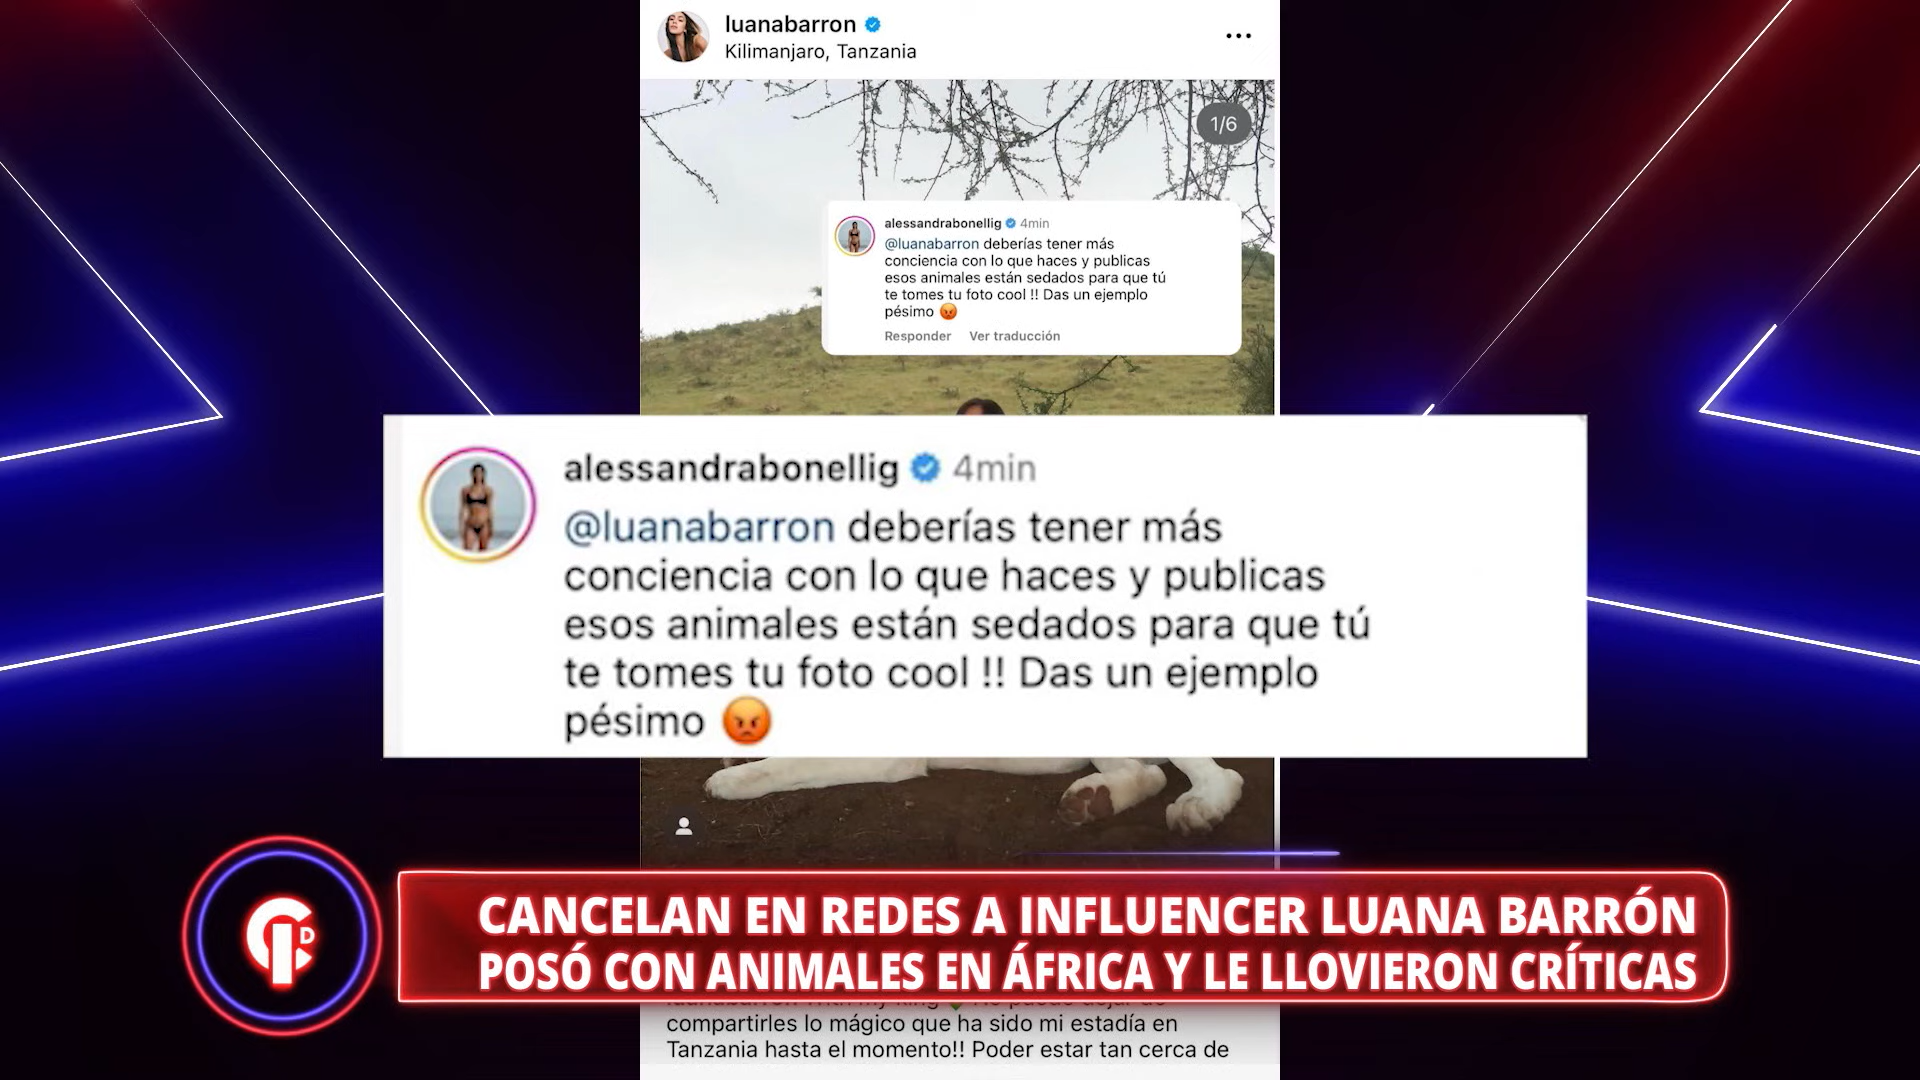 luanabarron
Kilimanjaro, Tanzania
1/6
alessandrabonellig 4min
@luanabarron deberías tener más
conciencia con lo que haces y publicas
esos animales están sedados para que tú
te tomes tu foto cool !! Das un ejemplo
pésimo 😡
Responder Ver traducción
alessandrabonellig 4min
@luanabarron deberías tener más
conciencia con lo que haces y publicas
esos animales están sedados para que tú
te tomes tu foto cool !! Das un ejemplo
pésimo 😡
CANCELAN EN REDES A INFLUENCER LUANA BARRÓN
POSÓ CON ANIMALES EN ÁFRICA Y LE LLOVIERON CRÍTICAS
compartirles lo mágico que ha sido mi estadía en
Tanzania hasta el momento!! Poder estar tan cerca de